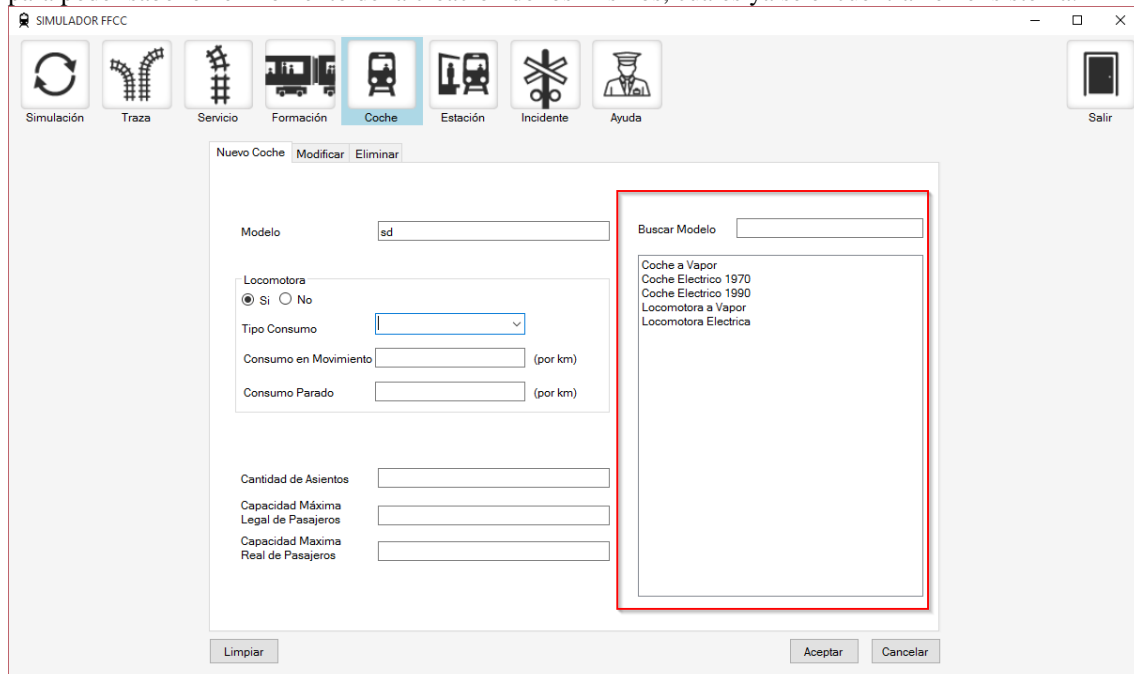 SIMULADOR FFCC
Simulación Traza Servicio Formación Coche Estación Incidente Ayuda Salir
Nuevo Coche Modificar Eliminar
Modelo sd
Locomotora
Si No
Tipo Consumo
Consumo en Movimiento (por km)
Consumo Parado (por km)
Cantidad de Asientos
Capacidad Máxima
Legal de Pasajeros
Capacidad Maxima
Real de Pasajeros
Buscar Modelo
Coche a Vapor
Coche Electrico 1970
Coche Electrico 1990
Locomotora a Vapor
Locomotora Electrica
Limpiar Aceptar Cancelar